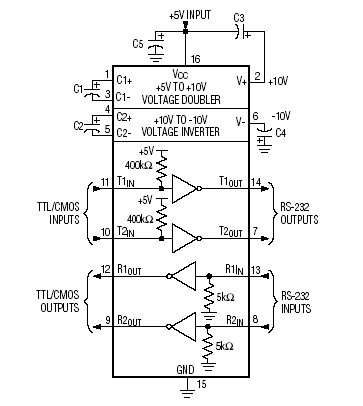 +5V INPUT
C3
C5
16
1
C1+
VCC
C1
+5V TO +10V
V+
2
+10V
3
C1-
VOLTAGE DOUBLER
4
C2+
+10V TO -10V
6
-10V
C2
V-
5
C2-
VOLTAGE INVERTER
C4
+5V
400kΩ
11
T1IN
T1OUT
14
+5V
TTL/CMOS
INPUTS
400kΩ
RS-232
OUTPUTS
10
T2IN
T2OUT
7
12
R1OUT
R1IN
13
TTL/CMOS
OUTPUTS
5kΩ
RS-232
INPUTS
9
R2OUT
R2IN
8
5kΩ
GND
15